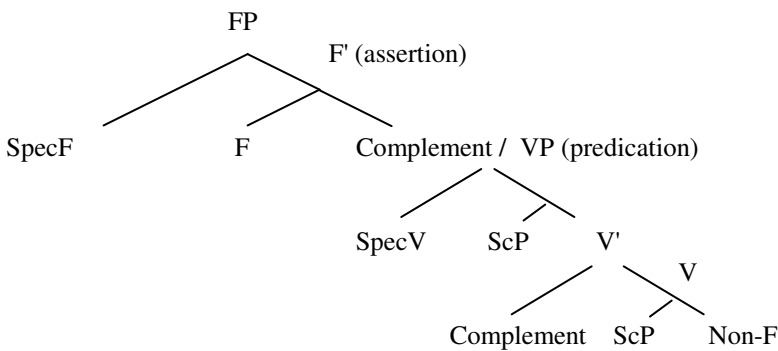 FP
F' (assertion)
SpecF F Complement / VP (predication)
SpecV ScP V'
V
Complement ScP Non-F